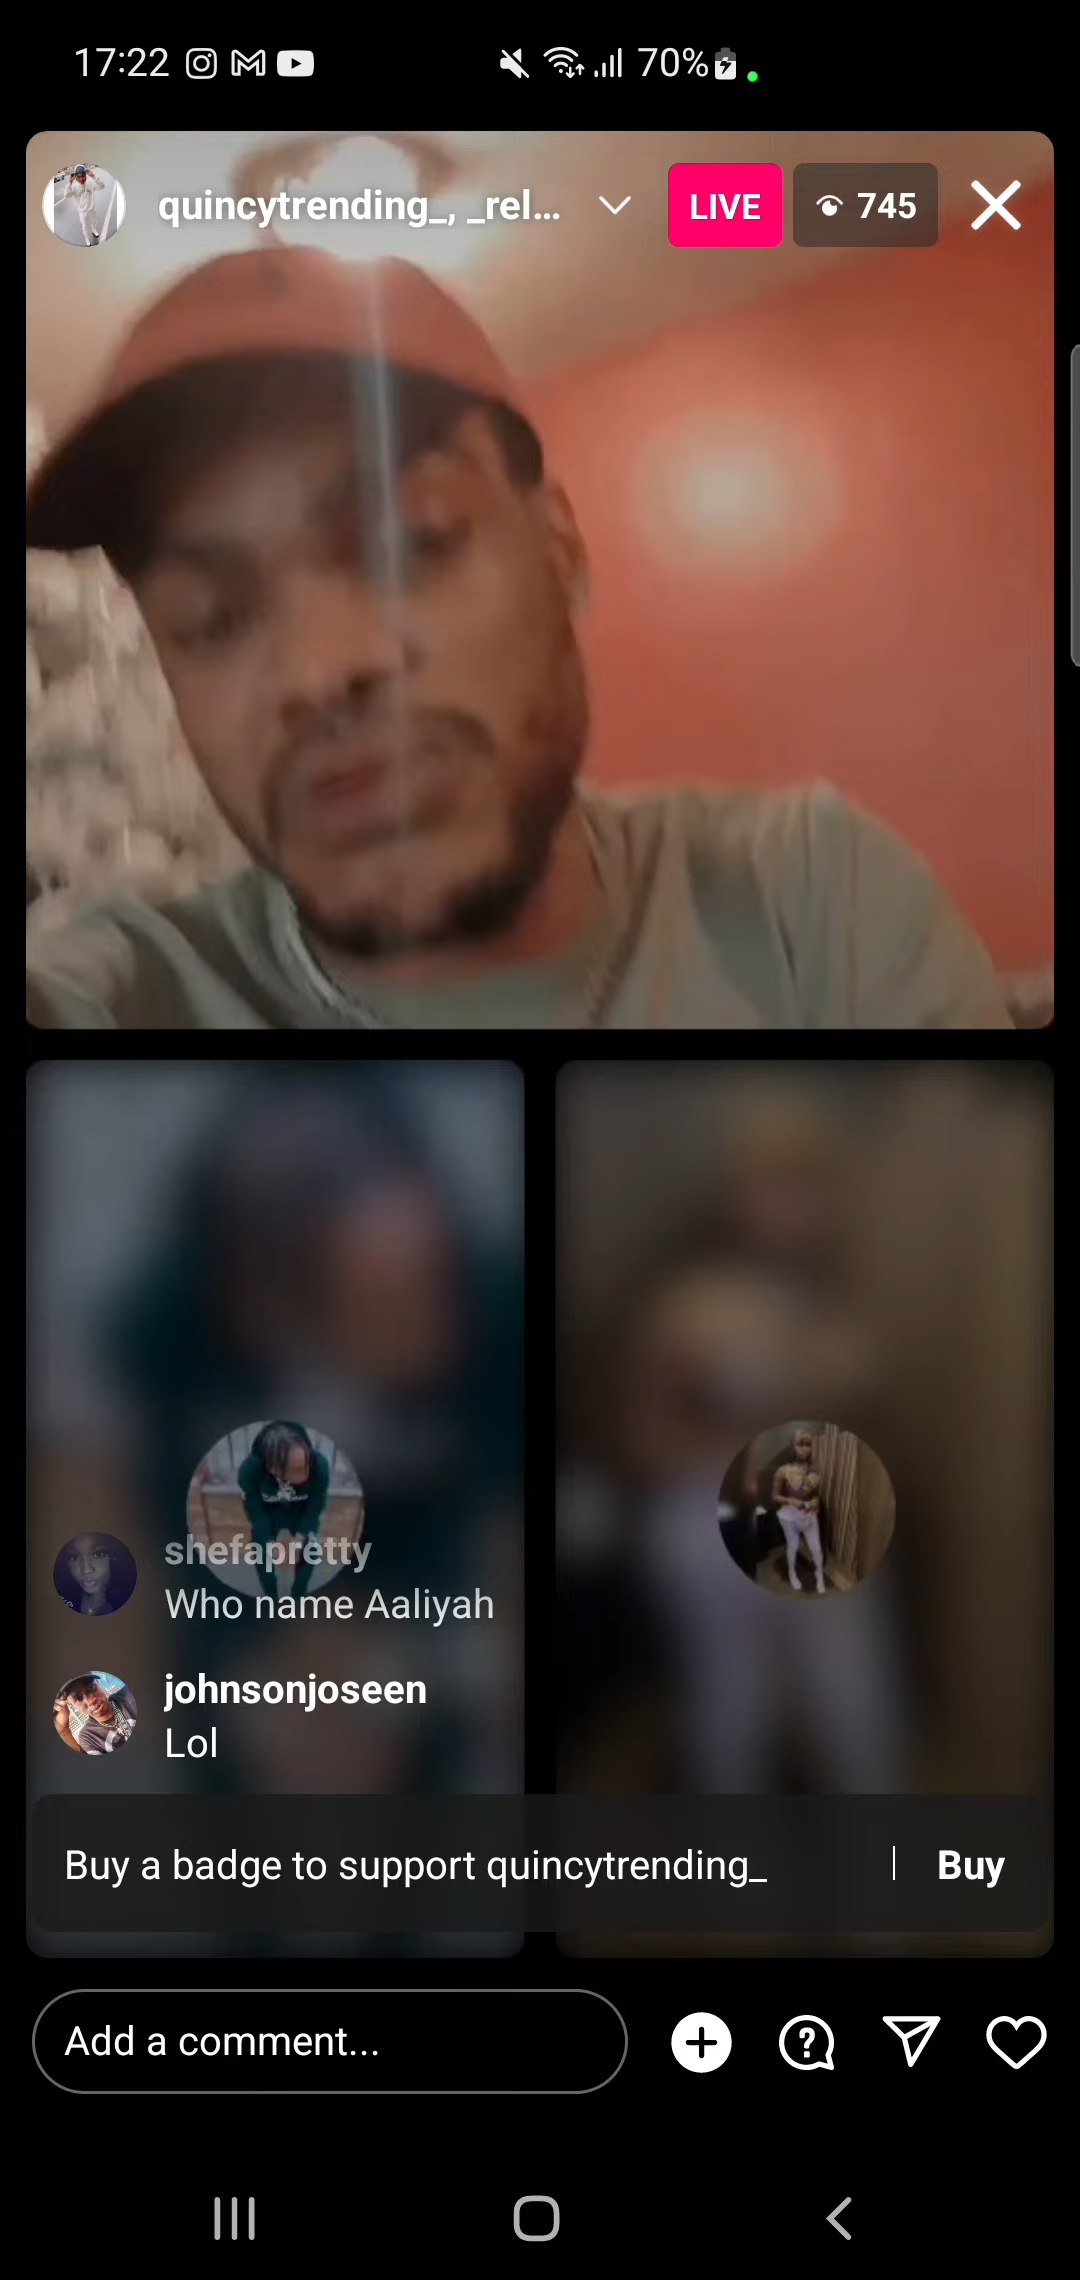 17:22 70%
quincytrending_, _rel... LIVE 745
shefapretty
Who name Aaliyah
johnsonjoseen
Lol
Buy a badge to support quincytrending_ | Buy
Add a comment...